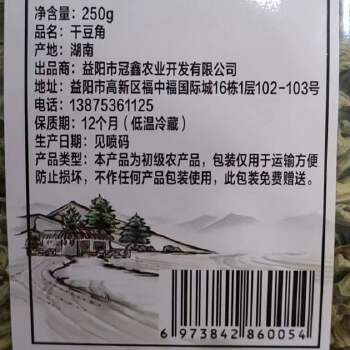 净含量：250g
品名：干豆角
产地：湖南
出品商：益阳市冠鑫农业开发有限公司
地址：益阳市高新区福中福国际城16栋1层102-103号
电话：13875361125
保质期：12个月（低温冷藏）
生产日期：见喷码
产品类型：本产品为初级农产品，包装仅用于运输方便
防止损坏，不作任何产品包装使用，此包装免费赠送。
6973842860054